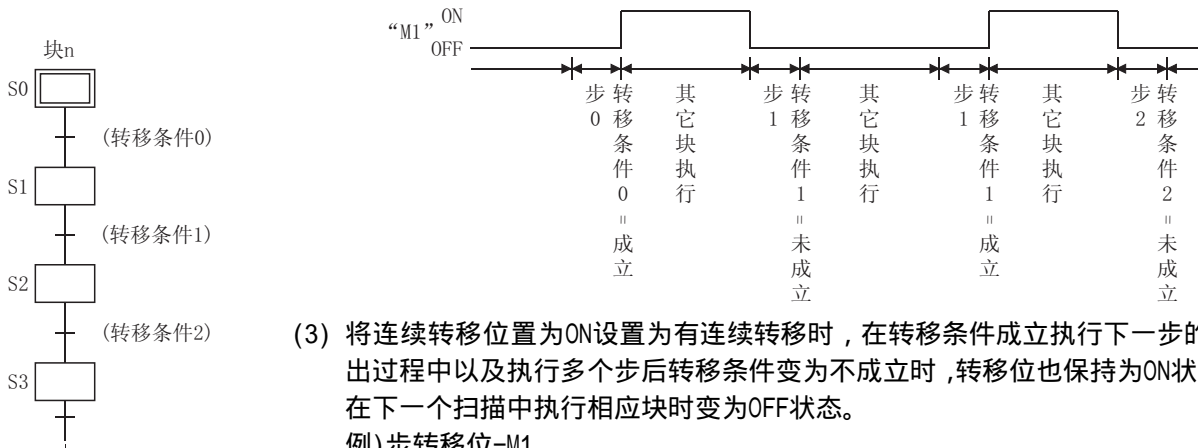 块n
S0
(转移条件0)
S1
(转移条件1)
S2
(转移条件2)
S3
“M1”
ON
OFF
步0
转移条件0=成立
其它块执行
步1
转移条件1=未成立
其它块执行
步1
转移条件1=成立
其它块执行
步2
转移条件2=未成立
(3) 将连续转移位置为ON设置为有连续转移时，在转移条件成立执行下一步的
出过程中以及执行多个步后转移条件变为不成立时，转移位也保持为ON状
在下一个扫描中执行相应块时变为OFF状态。
例)步转移位-M1